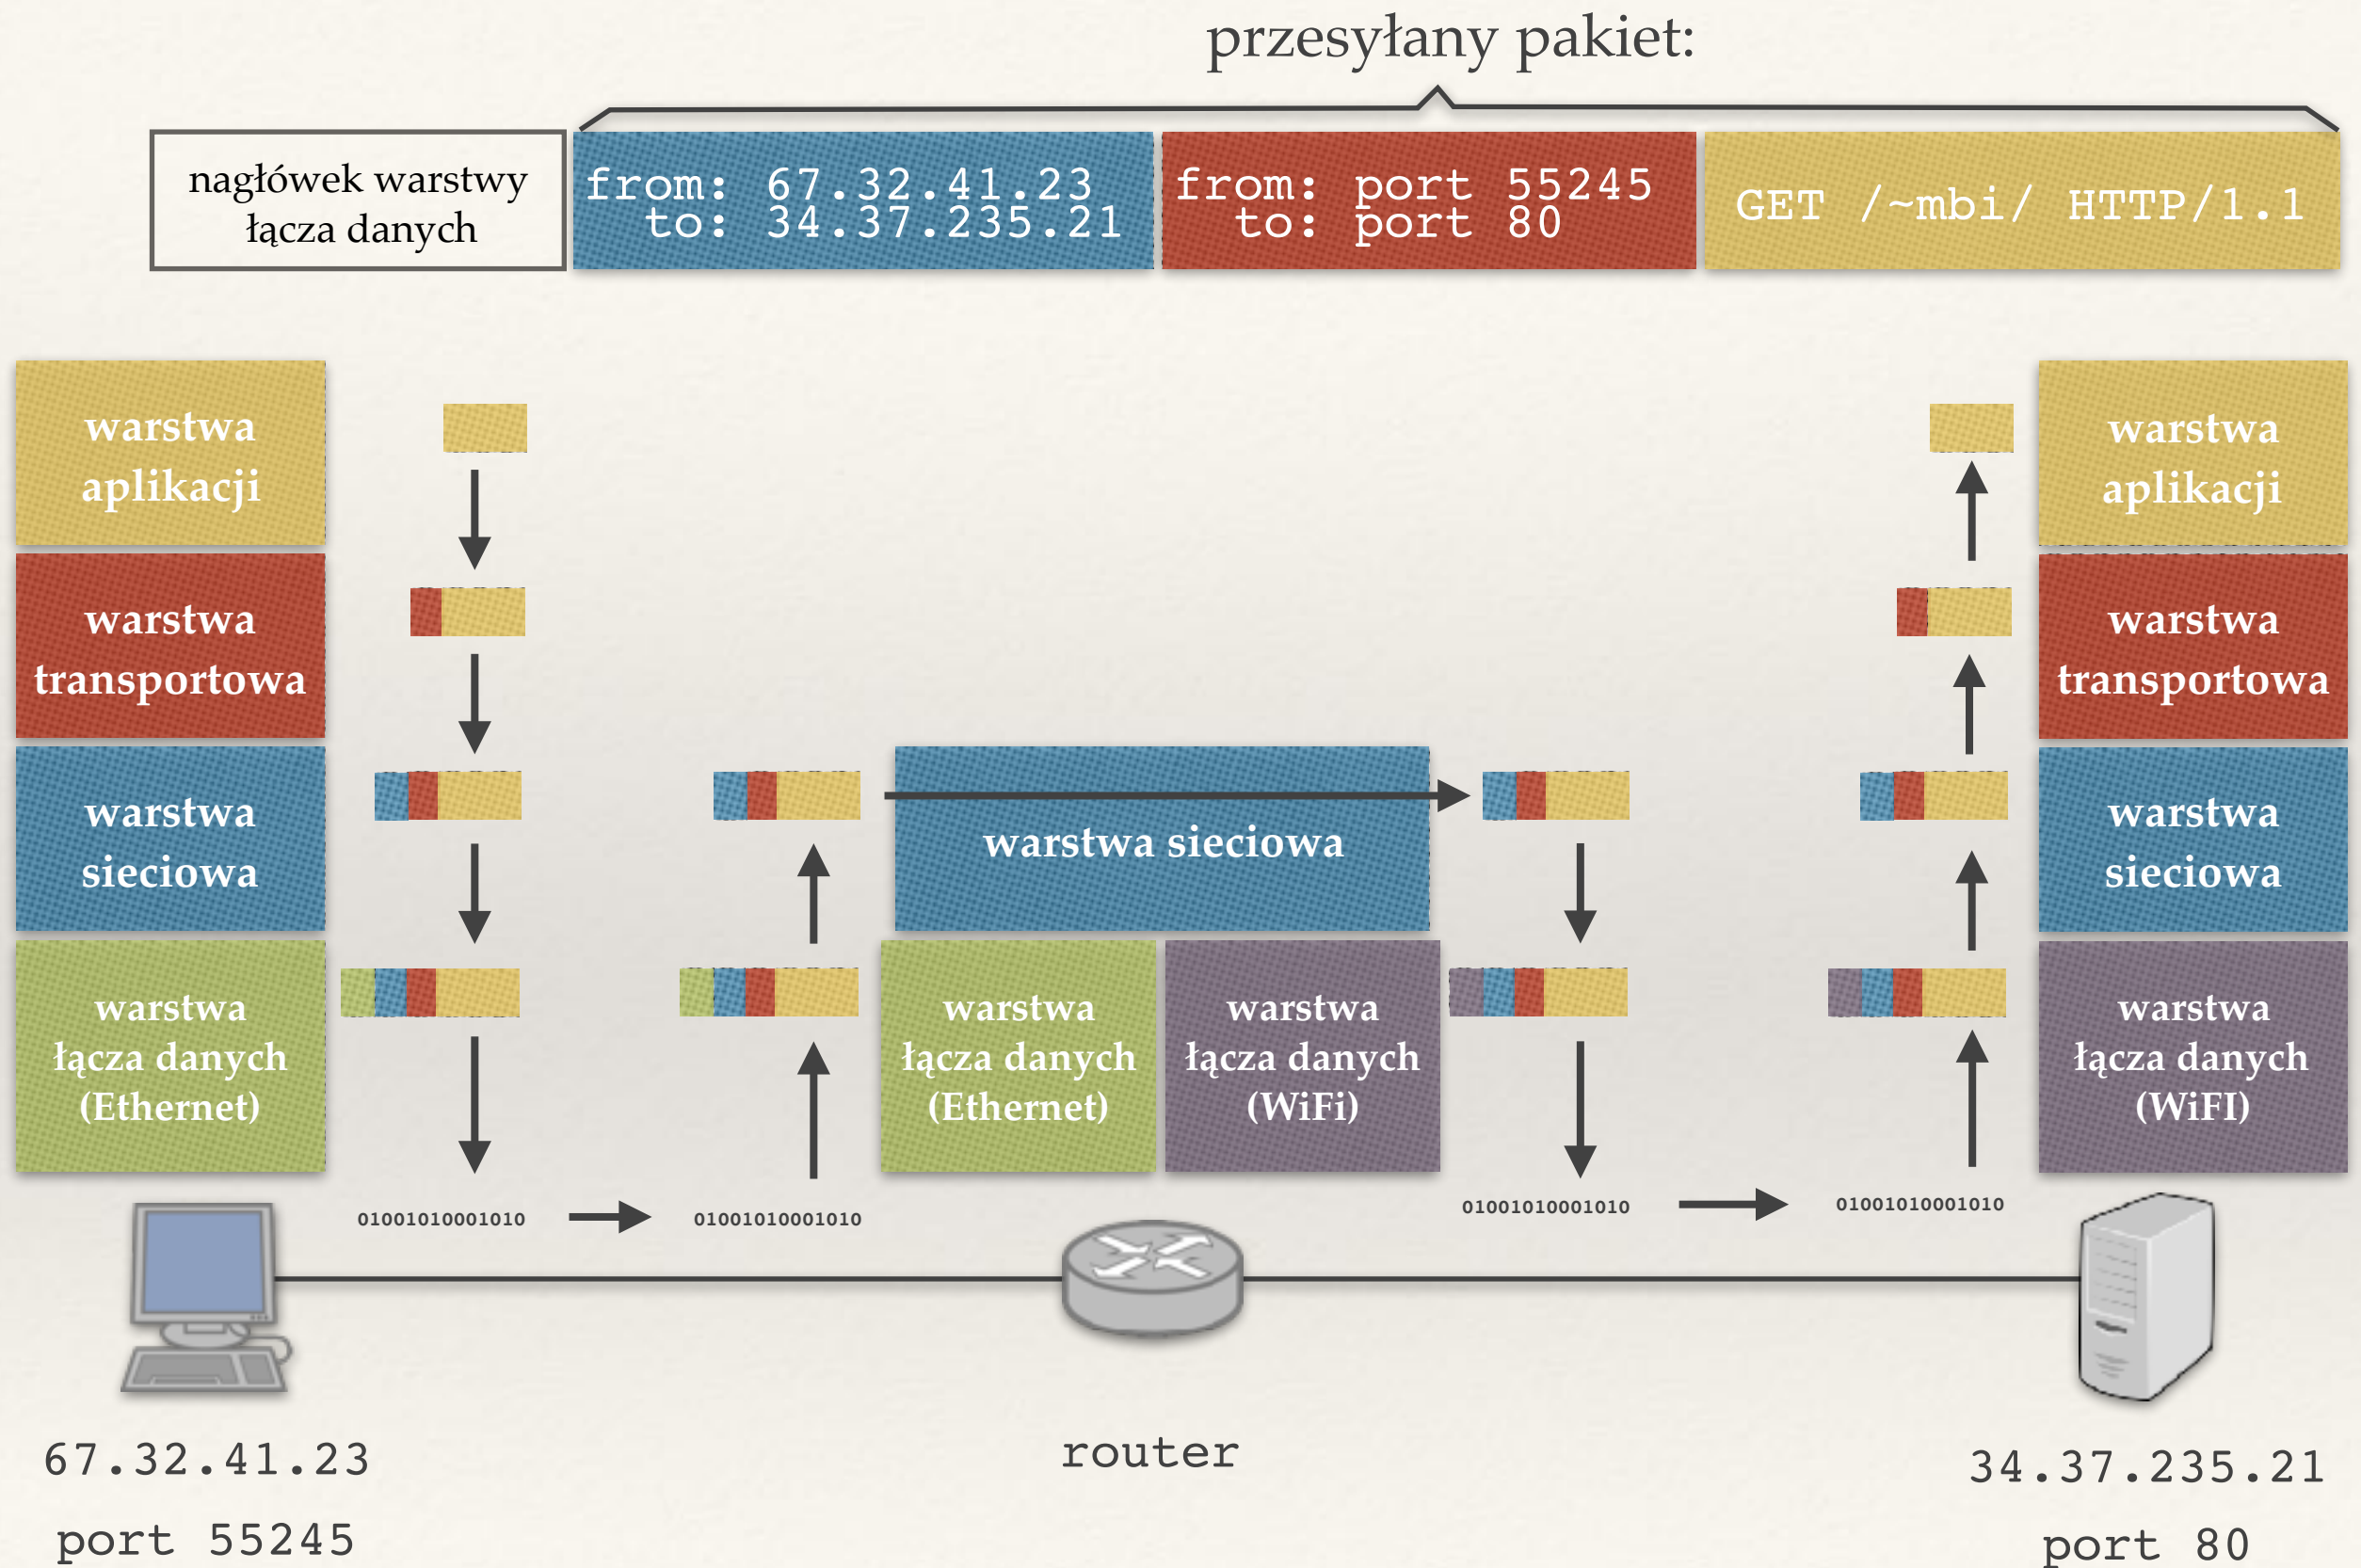 przesyłany pakiet:
nagłówek warstwy
łącza danych
from: 67.32.41.23
to: 34.37.235.21
from: port 55245
to: port 80
GET /~mbi/ HTTP/1.1
warstwa
aplikacji
warstwa
transportowa
warstwa
sieciowa
warstwa
łącza danych
(Ethernet)
warstwa sieciowa
warstwa
łącza danych
(Ethernet)
warstwa
łącza danych
(WiFi)
warstwa
aplikacji
warstwa
transportowa
warstwa
sieciowa
warstwa
łącza danych
(WiFI)
01001010001010
01001010001010
01001010001010
01001010001010
67.32.41.23
port 55245
router
34.37.235.21
port 80